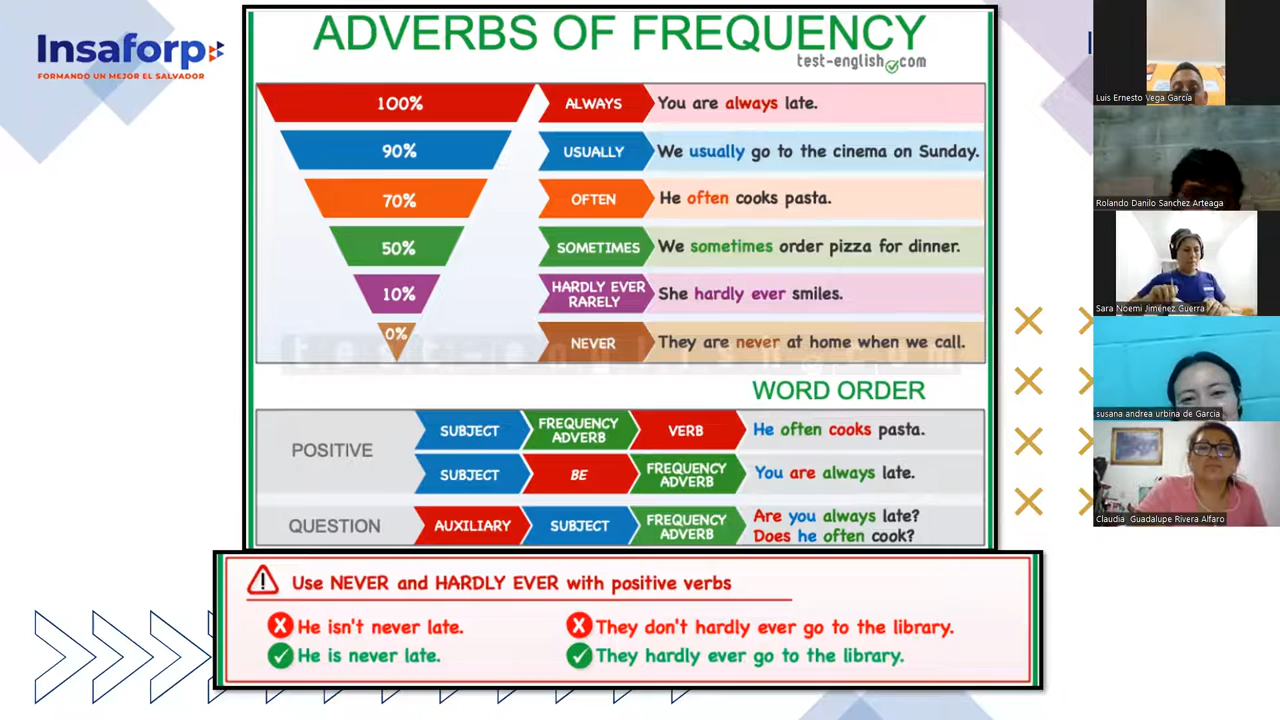 Insaforp
FORMANDO UN MEJOR EL SALVADOR
ADVERBS OF FREQUENCY
test-english.com
100% ALWAYS You are always late.
90% USUALLY We usually go to the cinema on Sunday.
70% OFTEN He often cooks pasta.
50% SOMETIMES We sometimes order pizza for dinner.
10% HARDLY EVER RARELY She hardly ever smiles.
0% NEVER They are never at home when we call.
WORD ORDER
POSITIVE
SUBJECT FREQUENCY ADVERB VERB He often cooks pasta.
SUBJECT BE FREQUENCY ADVERB You are always late.
QUESTION AUXILIARY SUBJECT FREQUENCY ADVERB Are you always late?
Does he often cook?
! Use NEVER and HARDLY EVER with positive verbs
X He isn't never late. X They don't hardly ever go to the library.
He is never late. They hardly ever go to the library.
Luis Ernesto Vega García
Rolando Danilo Sanchez Arteaga
Sara Noemi Jiménez Guerra
susana andrea urbina de Garcia
Claudia Guadalupe Rivera Alfaro